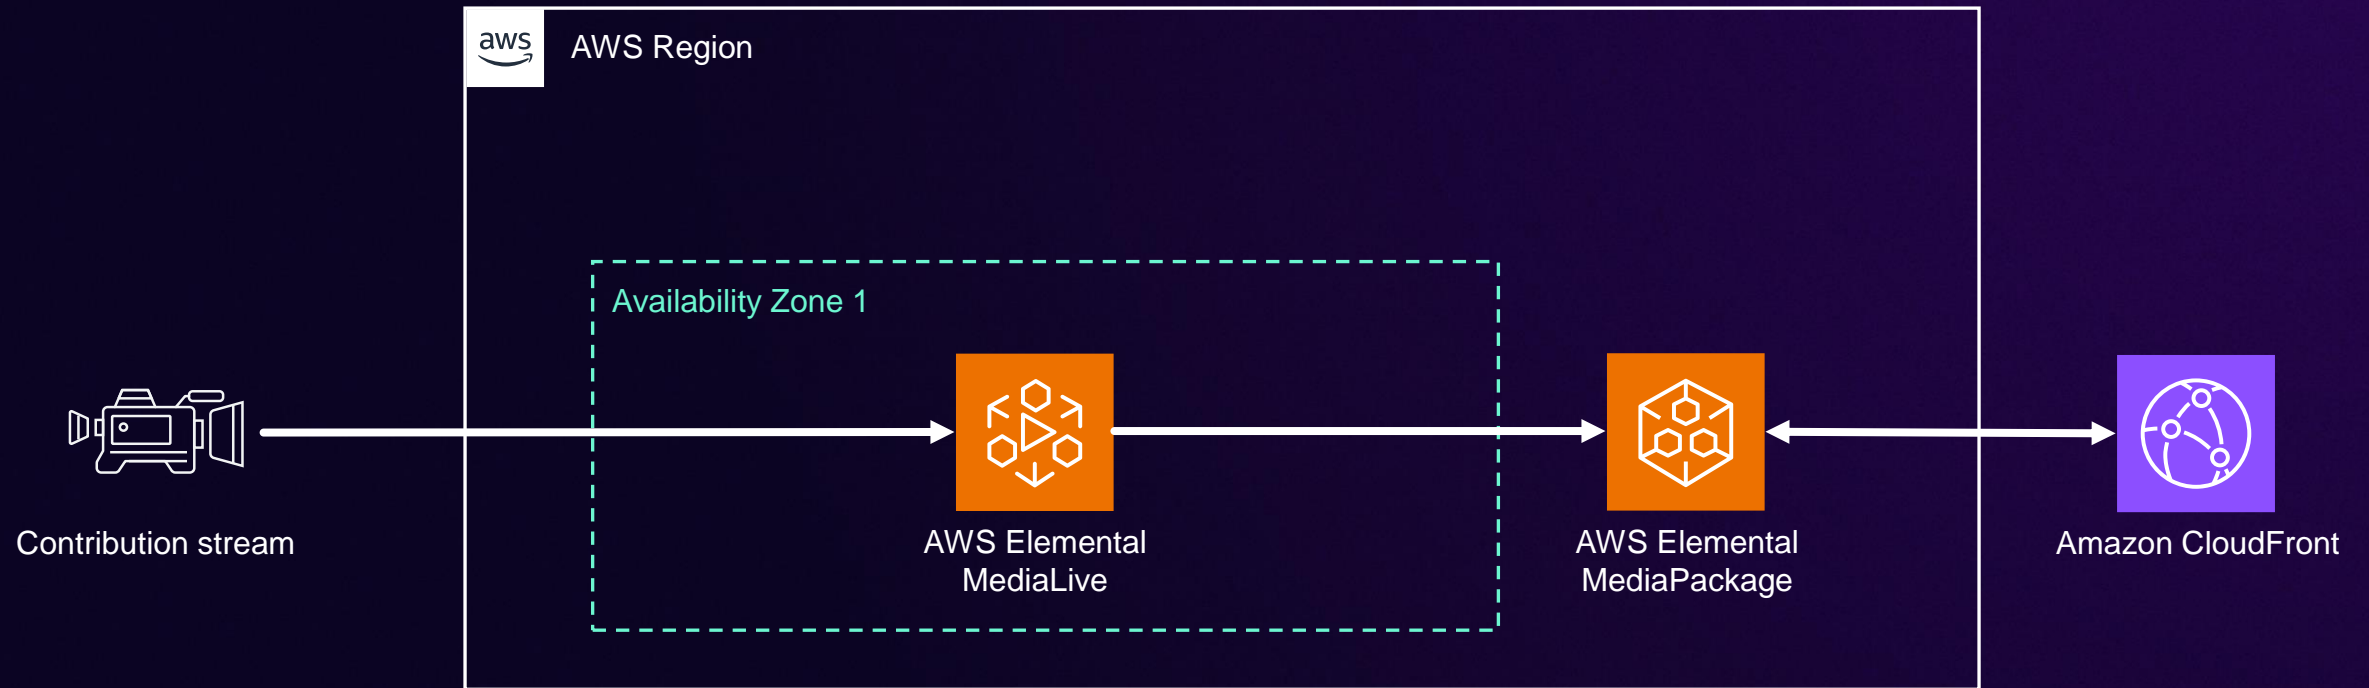 aws
AWS Region
Availability Zone 1
Contribution stream
AWS Elemental
MediaLive
AWS Elemental
MediaPackage
Amazon CloudFront